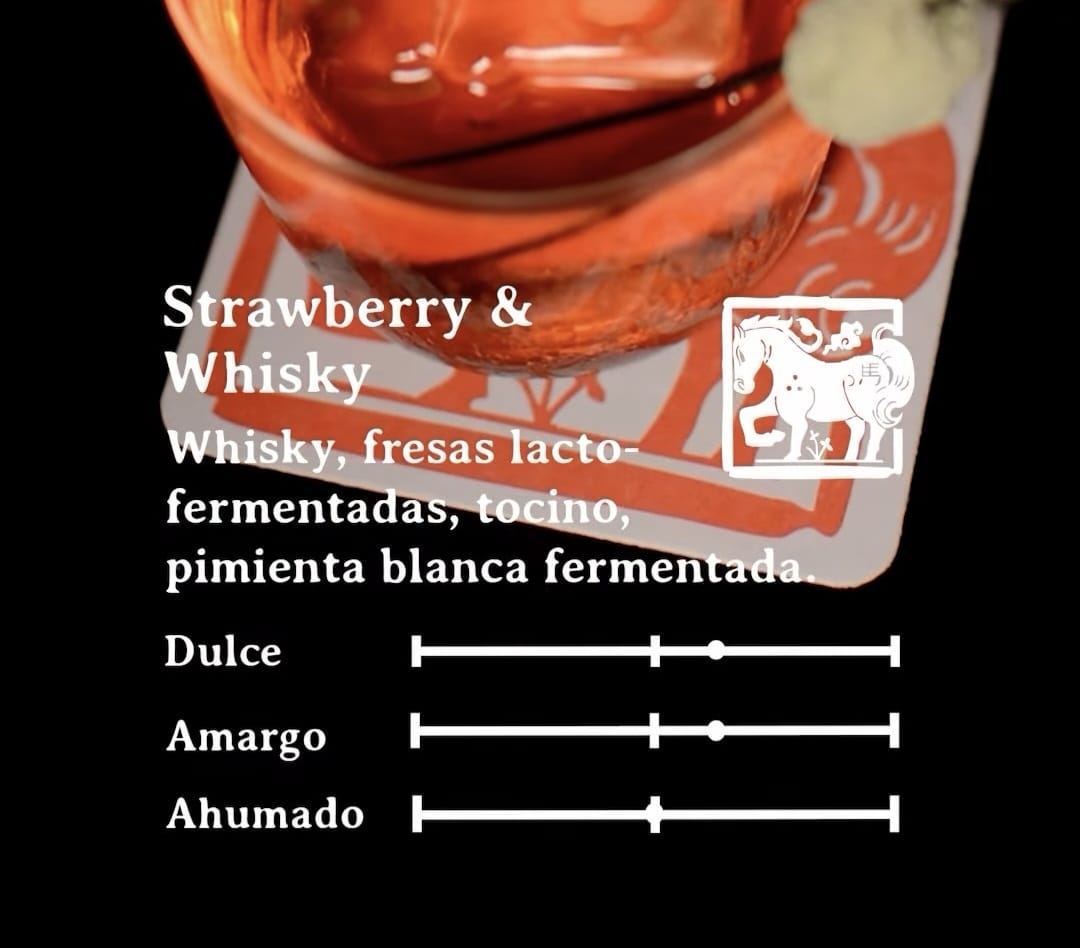 Strawberry &
Whisky
Whisky, fresas lacto-
fermentadas, tocino,
pimienta blanca fermentada.
Dulce
Amargo
Ahumado